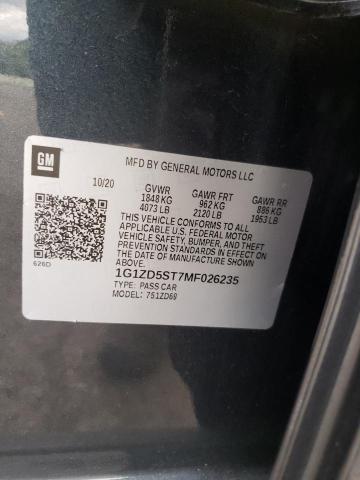 GM
MFD BY GENERAL MOTORS LLC
10/20 GVWR GAWR FRT GAWR RR
1848 KG 962 KG 886 KG
4073 LB 2120 LB 1953 LB
THIS VEHICLE CONFORMS TO ALL
APPLICABLE U.S. FEDERAL MOTOR
VEHICLE SAFETY, BUMPER, AND THEFT
PREVENTION STANDARDS IN EFFECT ON
THE DATE OF MANUFACTURE SHOWN
ABOVE.
626D
1G1ZD5ST7MF026235
TYPE: PASS CAR
MODEL: 751ZD69